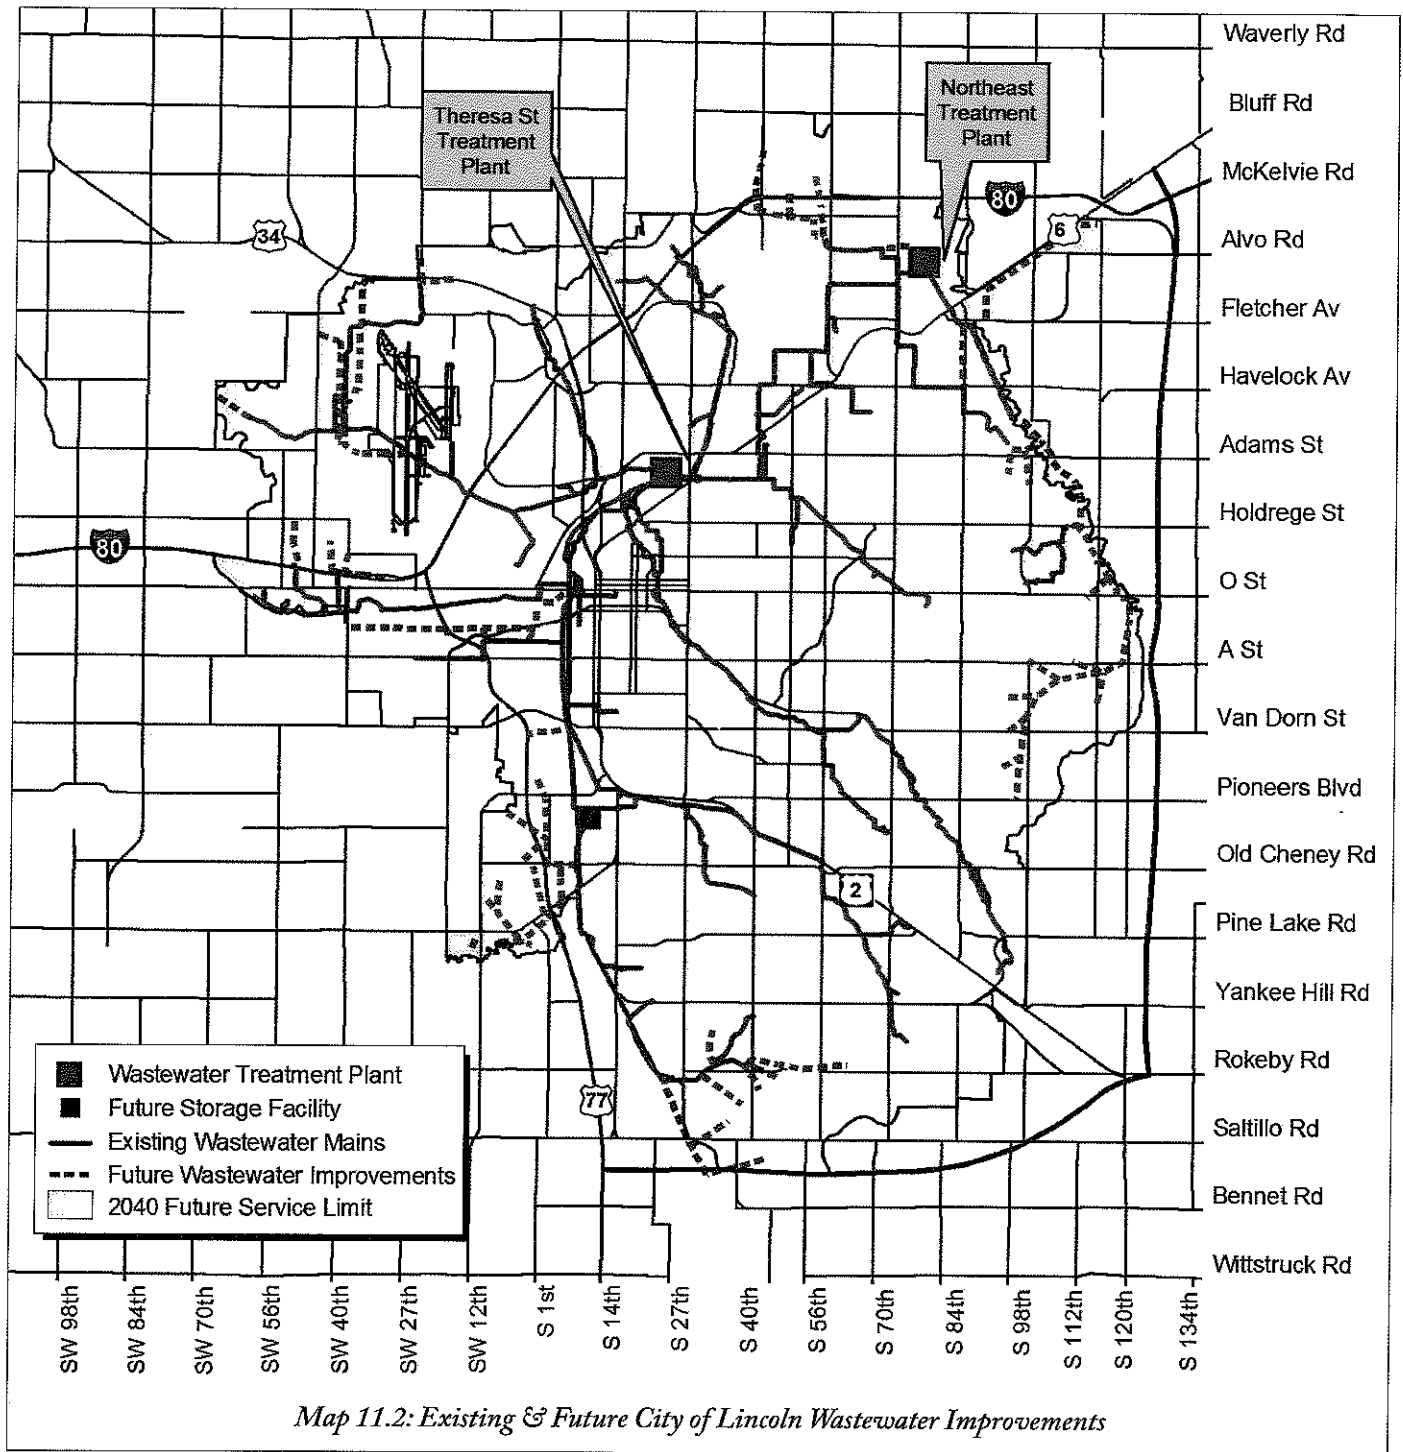 Waverly Rd
Bluff Rd
McKelvie Rd
Alvo Rd
Fletcher Av
Havelock Av
Adams St
Holdrege St
O St
A St
Van Dorn St
Pioneers Blvd
Old Cheney Rd
Pine Lake Rd
Yankee Hill Rd
Rokeby Rd
Saltillo Rd
Bennet Rd
Wittstruck Rd
Theresa St
Treatment
Plant
Northeast
Treatment
Plant
80
6
34
80
2
77
Wastewater Treatment Plant
Future Storage Facility
Existing Wastewater Mains
Future Wastewater Improvements
2040 Future Service Limit
SW 98th
SW 84th
SW 70th
SW 56th
SW 40th
SW 27th
SW 12th
S 1st
S 14th
S 27th
S 40th
S 56th
S 70th
S 84th
S 98th
S 112th
S 120th
S 134th
Map 11.2: Existing & Future City of Lincoln Wastewater Improvements